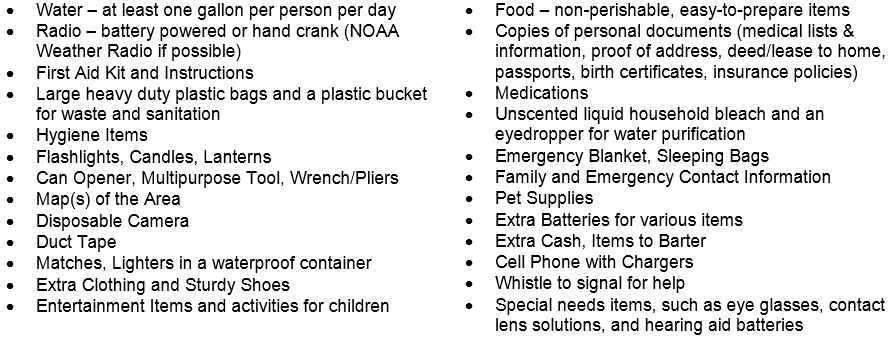 • Water – at least one gallon per person per day
• Radio – battery powered or hand crank (NOAA
Weather Radio if possible)
• First Aid Kit and Instructions
• Large heavy duty plastic bags and a plastic bucket
for waste and sanitation
• Hygiene Items
• Flashlights, Candles, Lanterns
• Can Opener, Multipurpose Tool, Wrench/Pliers
• Map(s) of the Area
• Disposable Camera
• Duct Tape
• Matches, Lighters in a waterproof container
• Extra Clothing and Sturdy Shoes
• Entertainment Items and activities for children
• Food – non-perishable, easy-to-prepare items
• Copies of personal documents (medical lists &
information, proof of address, deed/lease to home,
passports, birth certificates, insurance policies)
• Medications
• Unscented liquid household bleach and an
eyedropper for water purification
• Emergency Blanket, Sleeping Bags
• Family and Emergency Contact Information
• Pet Supplies
• Extra Batteries for various items
• Extra Cash, Items to Barter
• Cell Phone with Chargers
• Whistle to signal for help
• Special needs items, such as eye glasses, contact
lens solutions, and hearing aid batteries